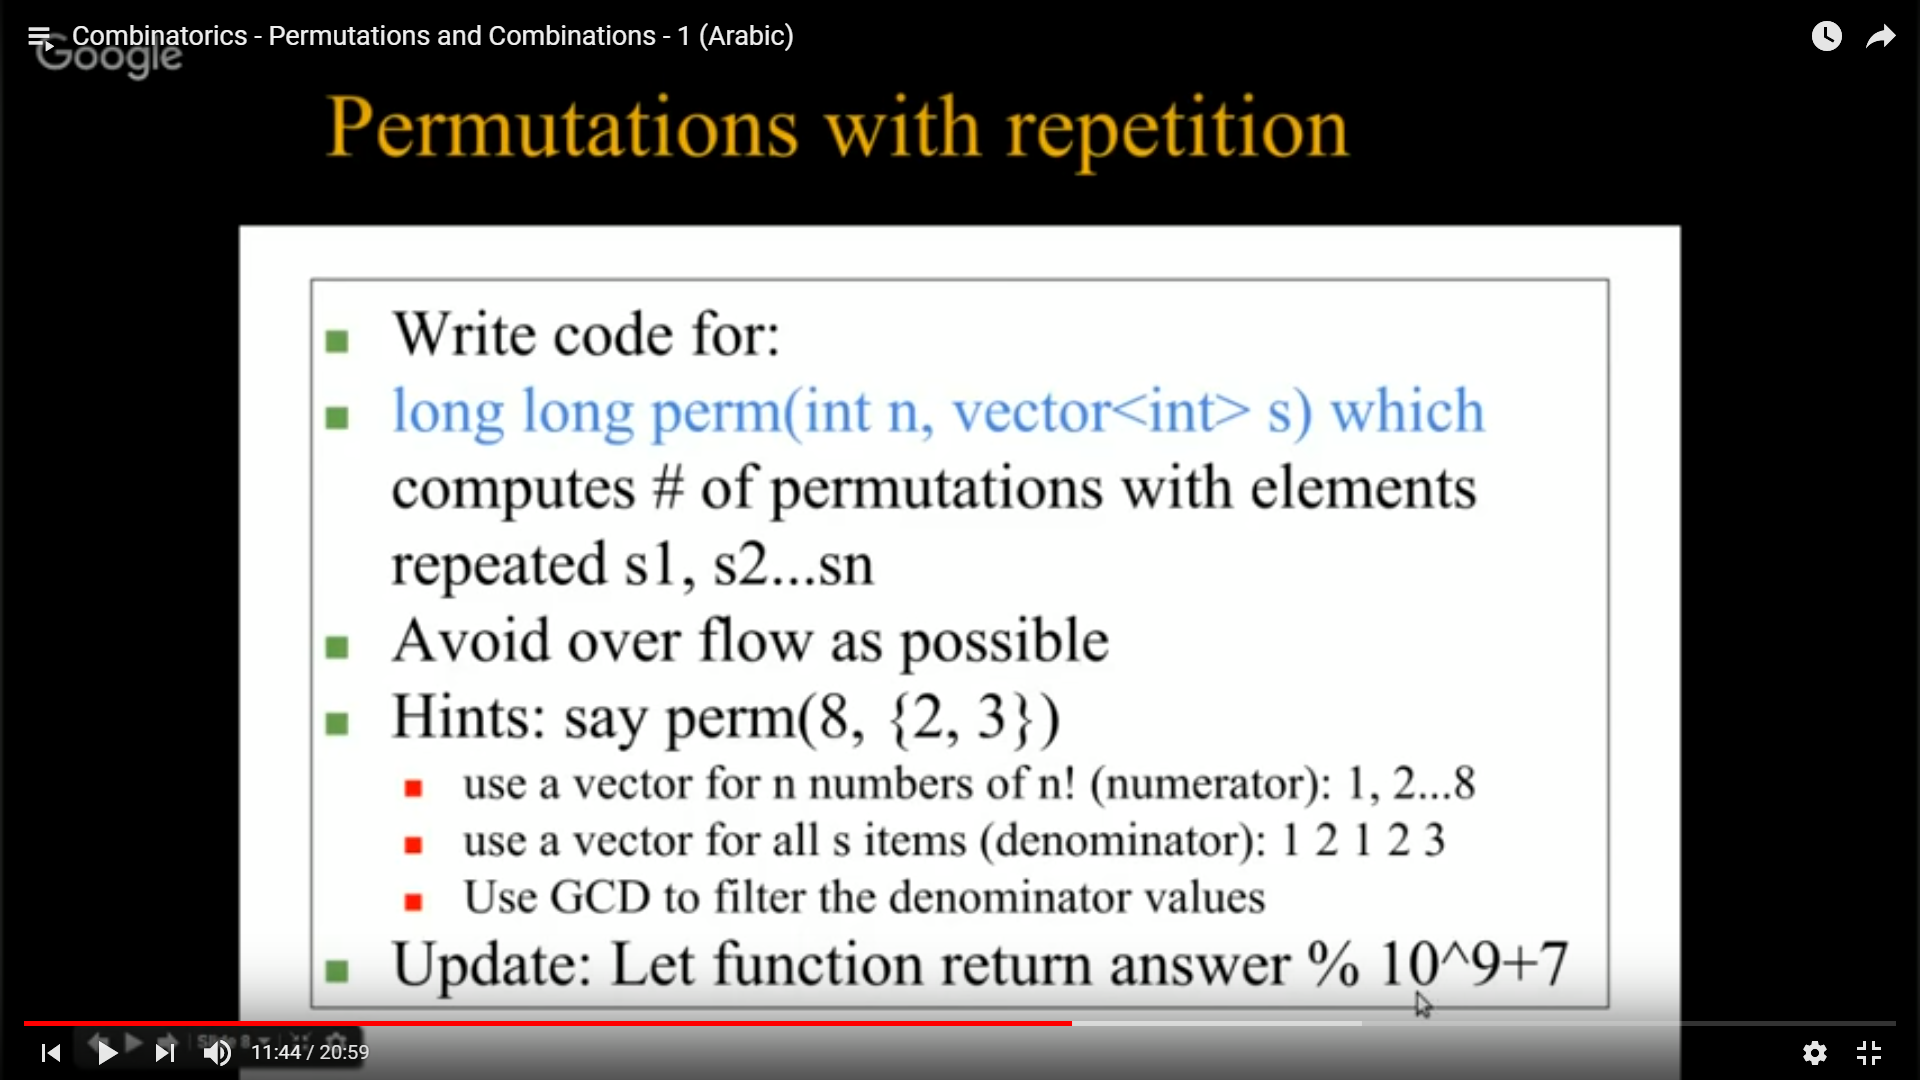 Combinatorics - Permutations and Combinations - 1 (Arabic)
Google
Permutations with repetition
Write code for:
long long perm(int n, vector<int> s) which
computes # of permutations with elements
repeated s1, s2...sn
Avoid over flow as possible
Hints: say perm(8, {2, 3})
use a vector for n numbers of n! (numerator): 1, 2...8
use a vector for all s items (denominator): 1 2 1 2 3
Use GCD to filter the denominator values
Update: Let function return answer % 10^9+7
11:44 / 20:59